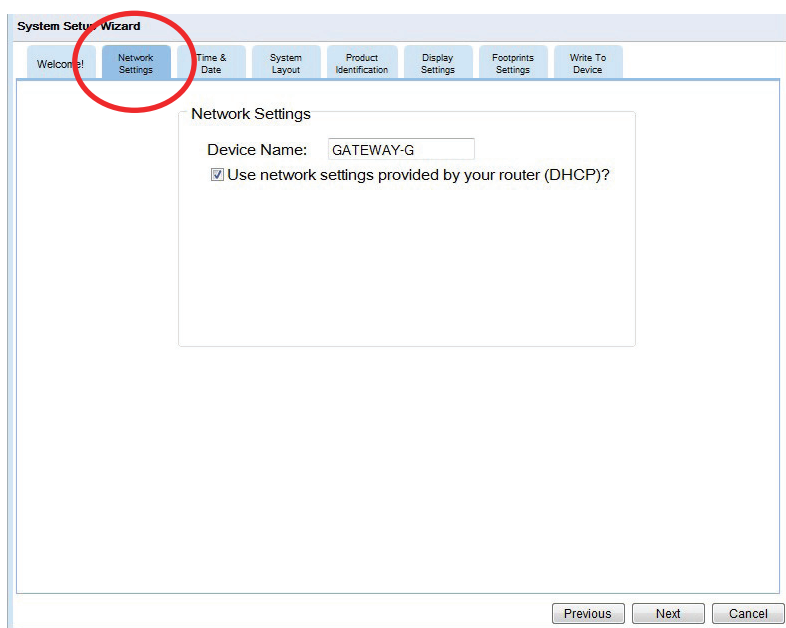 System Setup Wizard
Welcome!
Network
Settings
Time &
Date
System
Layout
Product
Identification
Display
Settings
Footprints
Settings
Write To
Device
Network Settings
Device Name: GATEWAY-G
Use network settings provided by your router (DHCP)?
Previous Next Cancel